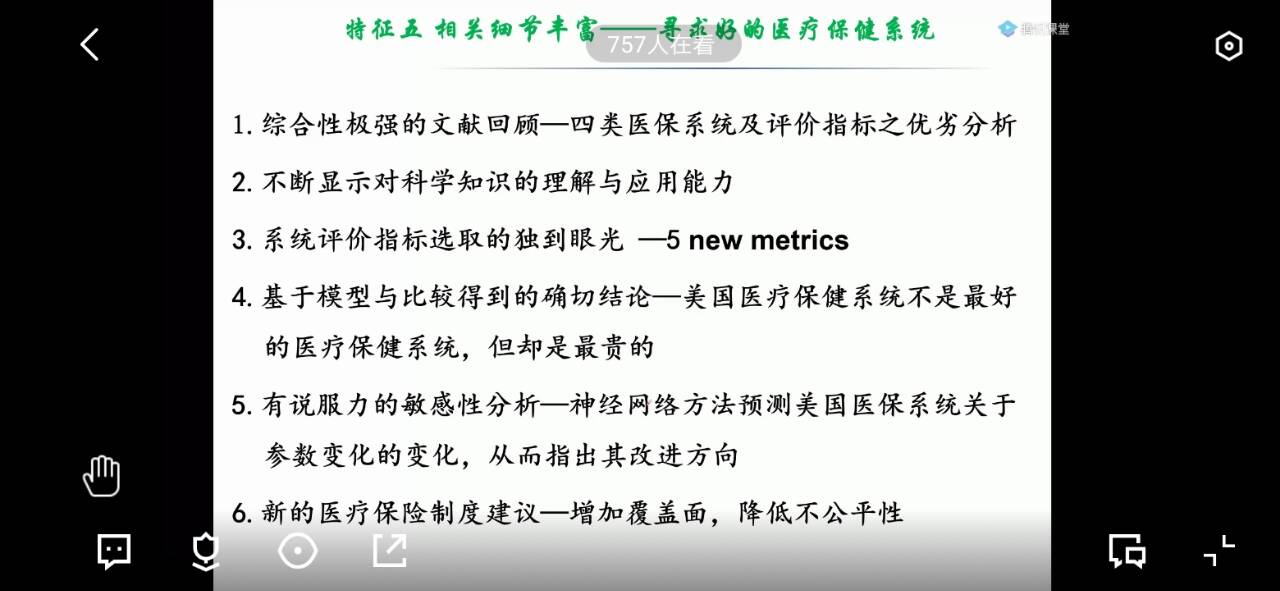 特征五 相关细节丰富——寻求好的医疗保健系统
757人在看
腾讯课堂
1. 综合性极强的文献回顾—四类医保系统及评价指标之优劣分析
2. 不断显示对科学知识的理解与应用能力
3. 系统评价指标选取的独到眼光 —5 new metrics
4. 基于模型与比较得到的确切结论—美国医疗保健系统不是最好
的医疗保健系统，但却是最贵的
5. 有说服力的敏感性分析—神经网络方法预测美国医保系统关于
参数变化的变化，从而指出其改进方向
6. 新的医疗保险制度建议—增加覆盖面，降低不公平性